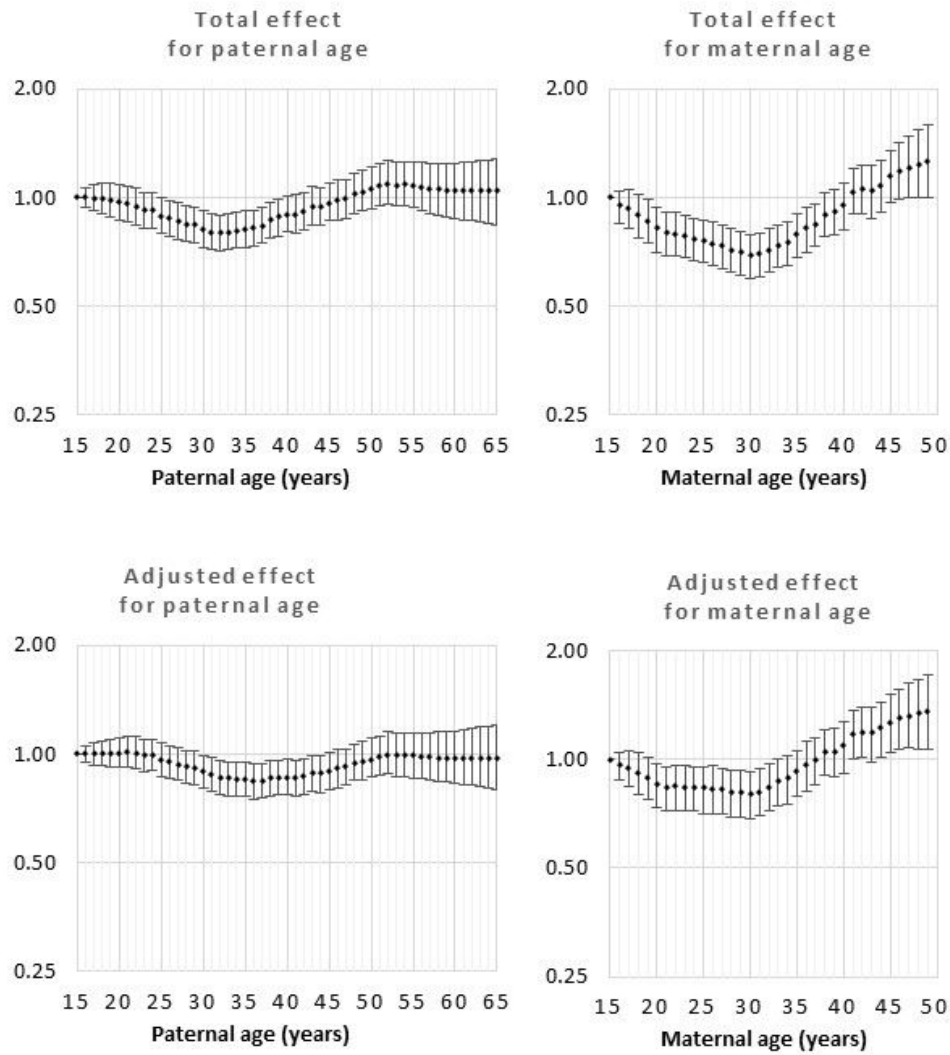 Total effect
for paternal age
2.00
1.00
0.50
0.25
15 20 25 30 35 40 45 50 55 60 65
Paternal age (years)
Total effect
for maternal age
2.00
1.00
0.50
0.25
15 20 25 30 35 40 45 50
Maternal age (years)
Adjusted effect
for paternal age
2.00
1.00
0.50
0.25
15 20 25 30 35 40 45 50 55 60 65
Paternal age (years)
Adjusted effect
for maternal age
2.00
1.00
0.50
0.25
15 20 25 30 35 40 45 50
Maternal age (years)